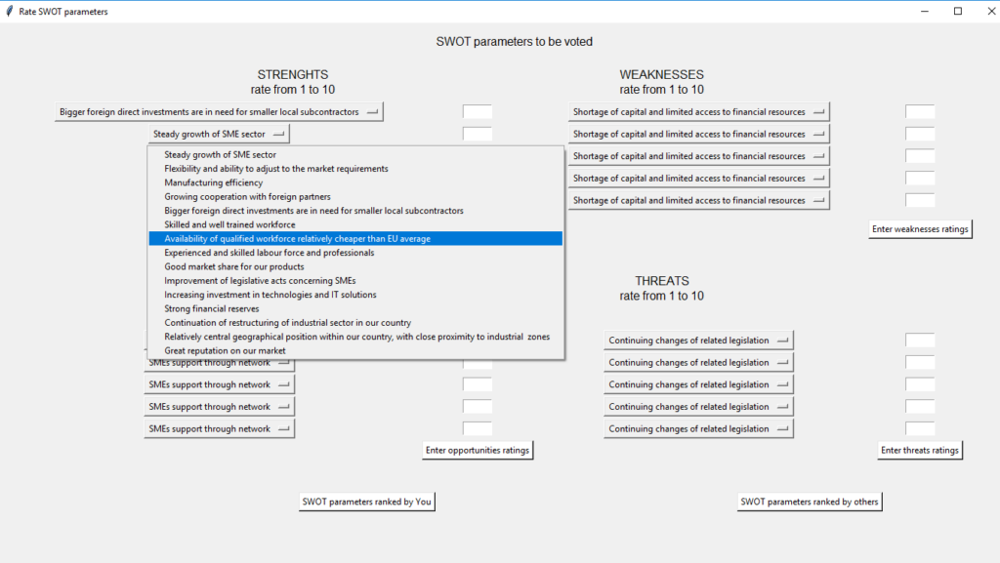 Rate SWOT parameters
SWOT parameters to be voted
STRENGHTS
rate from 1 to 10
Bigger foreign direct investments are in need for smaller local subcontractors
Steady growth of SME sector
Steady growth of SME sector
Flexibility and ability to adjust to the market requirements
Manufacturing efficiency
Growing cooperation with foreign partners
Bigger foreign direct investments are in need for smaller local subcontractors
Skilled and well trained workforce
Availability of qualified workforce relatively cheaper than EU average
Experienced and skilled labour force and professionals
Good market share for our products
Improvement of legislative acts concerning SMEs
Increasing investment in technologies and IT solutions
Strong financial reserves
Continuation of restructuring of industrial sector in our country
Relatively central geographical position within our country, with close proximity to industrial zones
Great reputation on our market
WEAKNESSES
rate from 1 to 10
Shortage of capital and limited access to financial resources
Shortage of capital and limited access to financial resources
Shortage of capital and limited access to financial resources
Shortage of capital and limited access to financial resources
Shortage of capital and limited access to financial resources
Enter weaknesses ratings
SMEs support through network
SMEs support through network
SMEs support through network
SMEs support through network
Enter opportunities ratings
THREATS
rate from 1 to 10
Continuing changes of related legislation
Continuing changes of related legislation
Continuing changes of related legislation
Continuing changes of related legislation
Continuing changes of related legislation
Enter threats ratings
SWOT parameters ranked by You
SWOT parameters ranked by others